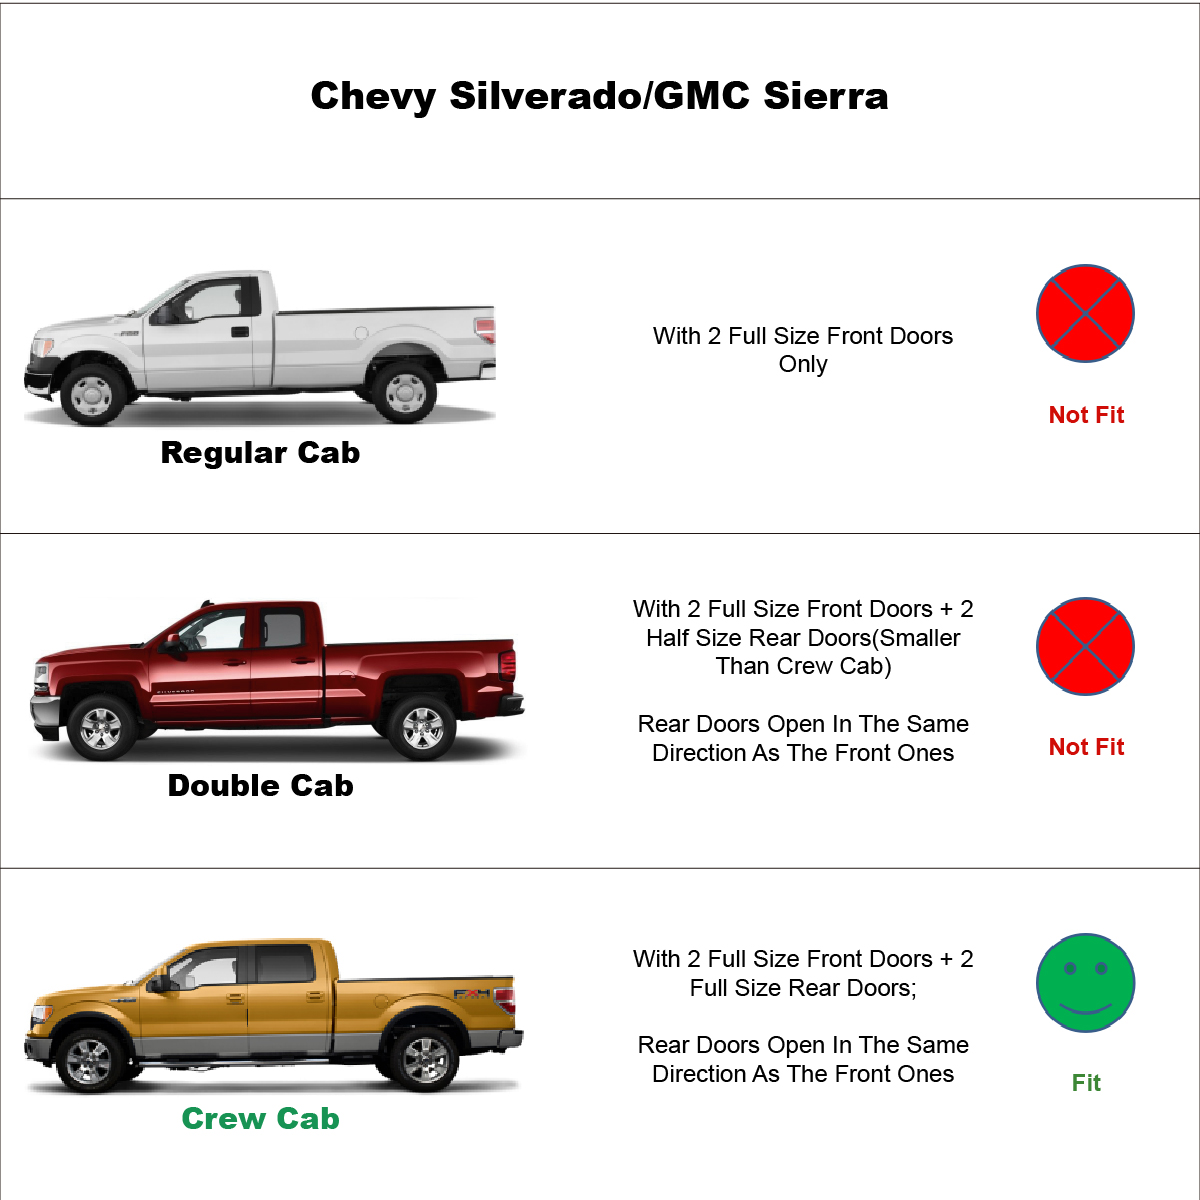 Chevy Silverado/GMC Sierra
With 2 Full Size Front Doors
Only
Not Fit
Regular Cab
With 2 Full Size Front Doors + 2
Half Size Rear Doors(Smaller
Than Crew Cab)
Rear Doors Open In The Same
Direction As The Front Ones
Not Fit
SILVERADO
Double Cab
With 2 Full Size Front Doors + 2
Full Size Rear Doors;
Rear Doors Open In The Same
Direction As The Front Ones
Fit
FX4
Crew Cab